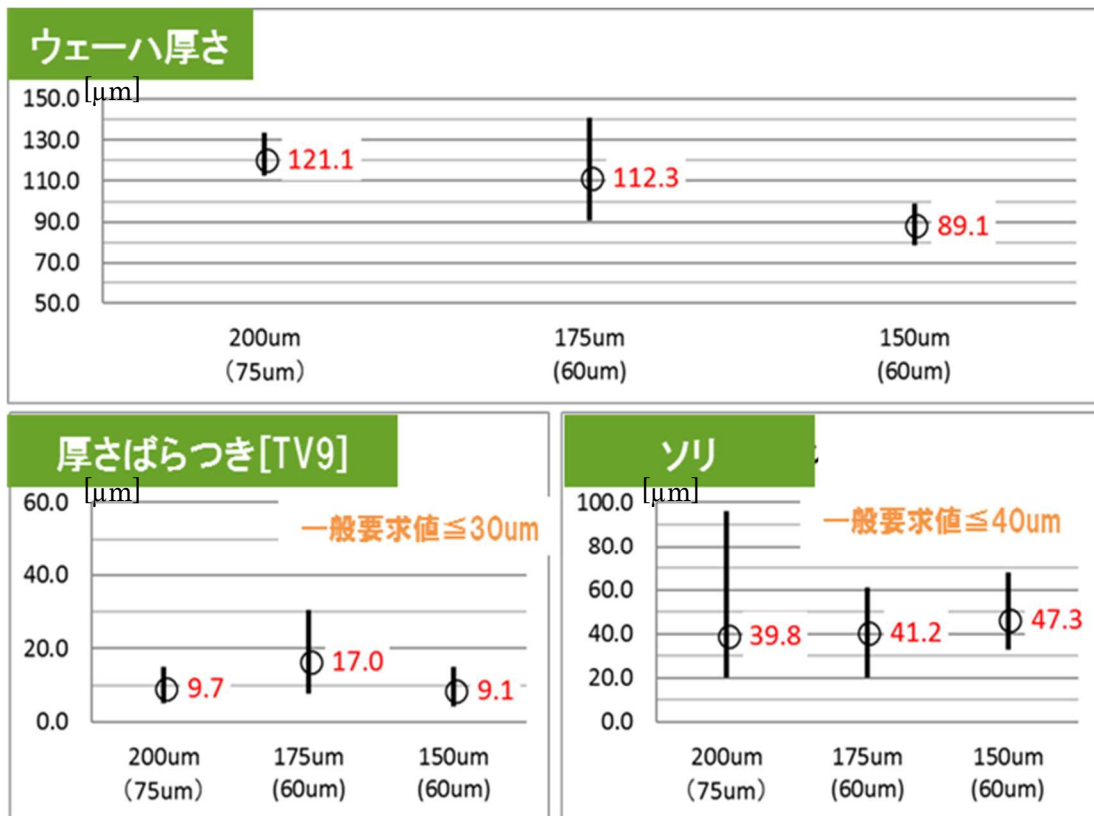 ウェーハ厚さ
[μm]
150.0
130.0
110.0
90.0
70.0
50.0
121.1
112.3
89.1
200um
175um
150um
（75um）
(60um)
(60um)
厚さばらつき[TV9]
[μm]
60.0
40.0
20.0
0.0
一般要求値≦30um
9.7
17.0
9.1
200um
175um
150um
（75um）
(60um)
(60um)
ソリ
[μm]
100.0
80.0
60.0
40.0
20.0
0.0
一般要求値≦40um
39.8
41.2
47.3
200um
175um
150um
（75um）
(60um)
(60um)